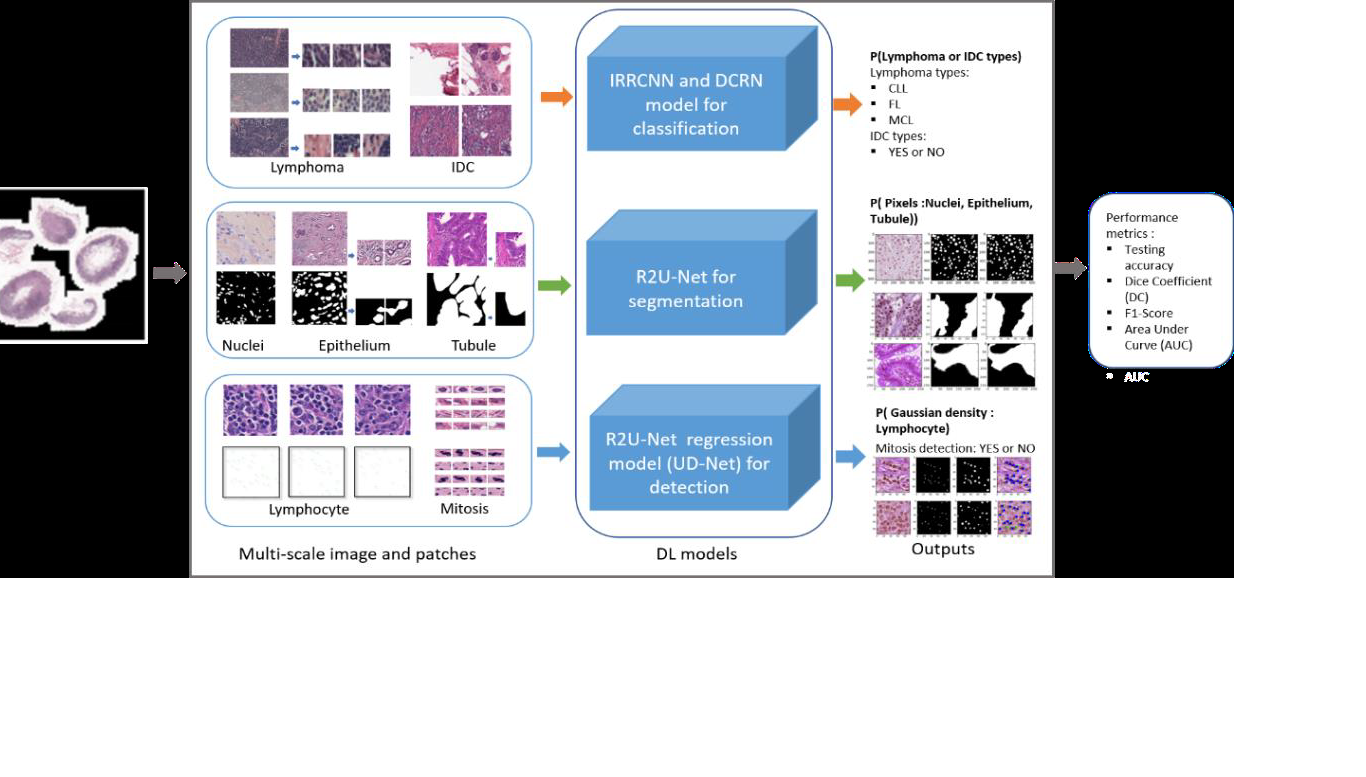 Lymphoma
IDC
Nuclei
Epithelium
Tubule
Lymphocyte
Mitosis
Multi-scale image and patches
IRRCNN and DCRN
model for
classification
R2U-Net for
segmentation
R2U-Net regression
model (UD-Net) for
detection
DL models
P(Lymphoma or IDC types)
Lymphoma types:
▪ CLL
▪ FL
▪ MCL
IDC types:
▪ YES or NO
P( Pixels :Nuclei, Epithelium,
Tubule))
P( Gaussian density :
Lymphocyte)
Mitosis detection: YES or NO
Outputs
Performance
metrics :
▪ Testing
accuracy
▪ Dice Coefficient
(DC)
▪ F1-Score
▪ Area Under
Curve (AUC)
▪ AUC